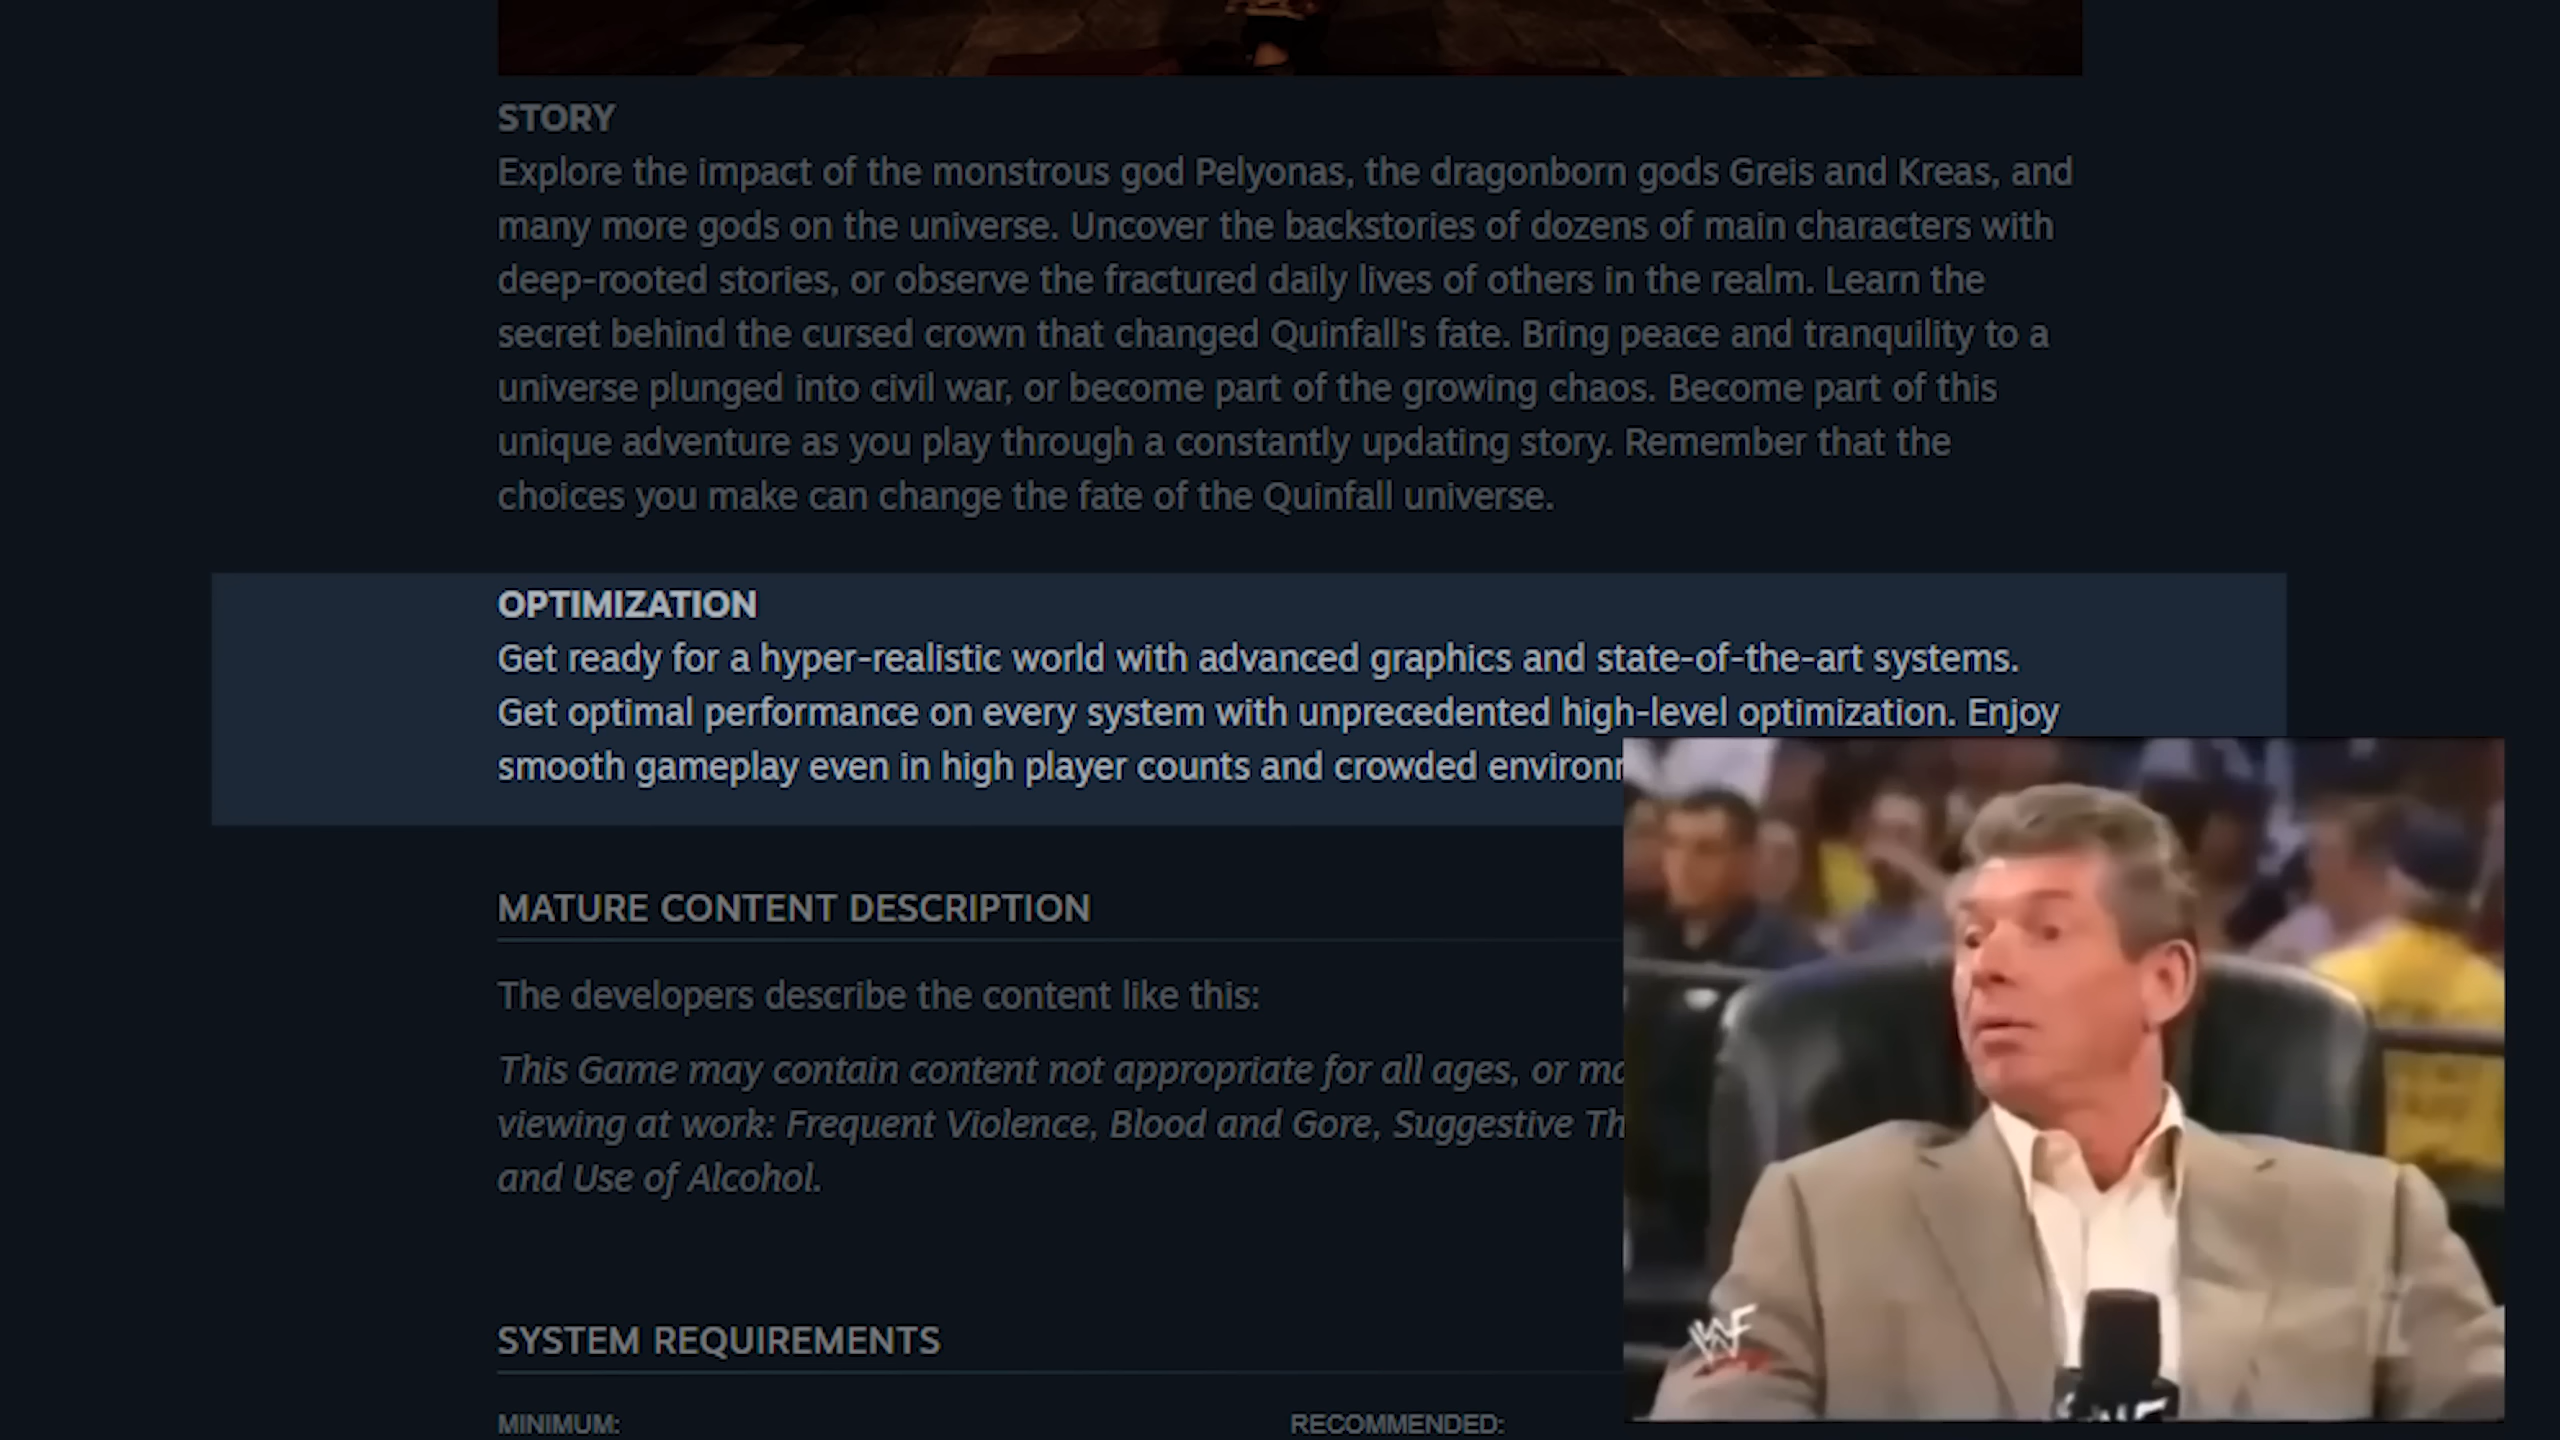 STORY
Explore the impact of the monstrous god Pelyonas, the dragonborn gods Greis and Kreas, and
many more gods on the universe. Uncover the backstories of dozens of main characters with
deep-rooted stories, or observe the fractured daily lives of others in the realm. Learn the
secret behind the cursed crown that changed Quinfall's fate. Bring peace and tranquility to a
universe plunged into civil war, or become part of the growing chaos. Become part of this
unique adventure as you play through a constantly updating story. Remember that the
choices you make can change the fate of the Quinfall universe.
OPTIMIZATION
Get ready for a hyper-realistic world with advanced graphics and state-of-the-art systems.
Get optimal performance on every system with unprecedented high-level optimization. Enjoy
smooth gameplay even in high player counts and crowded
MATURE CONTENT DESCRIPTION
The developers describe the content like this:
This Game may contain content not appropriate for all ages, or
viewing at work: Frequent Violence, Blood and Gore, Suggestive
and Use of Alcohol.
SYSTEM REQUIREMENTS
MINIMUM:
RECOMMENDED: